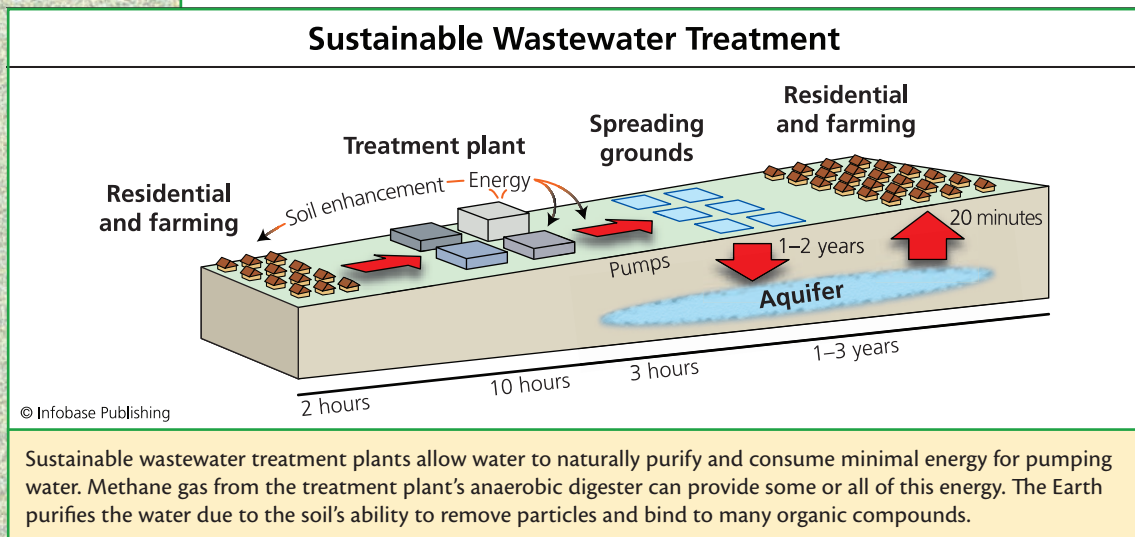 Sustainable Wastewater Treatment
Residential
and farming
Soil enhancement
Treatment plant
Energy
Spreading
grounds
Residential
and farming
Pumps
1–2 years
20 minutes
Aquifer
2 hours
10 hours
3 hours
1–3 years
© Infobase Publishing
Sustainable wastewater treatment plants allow water to naturally purify and consume minimal energy for pumping
water. Methane gas from the treatment plant’s anaerobic digester can provide some or all of this energy. The Earth
purifies the water due to the soil’s ability to remove particles and bind to many organic compounds.